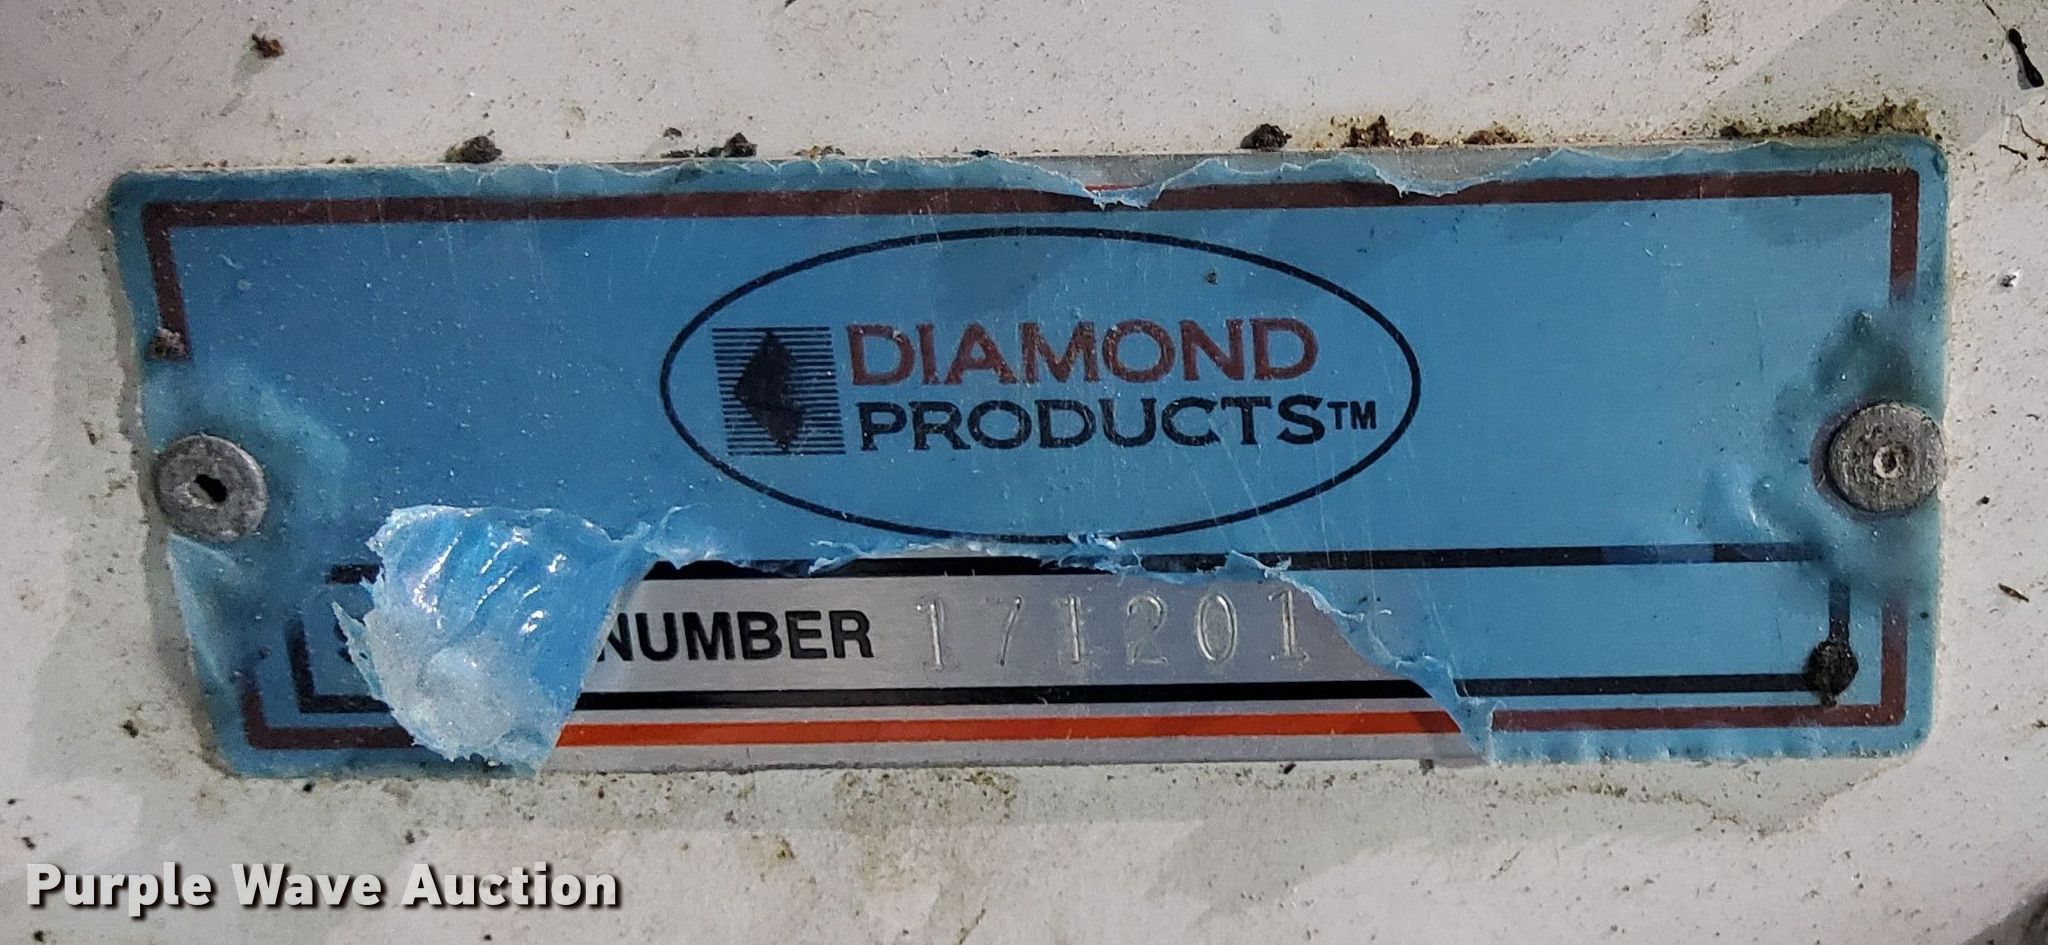 DIAMOND
PRODUCTS™
NUMBER 171201
Purple Wave Auction